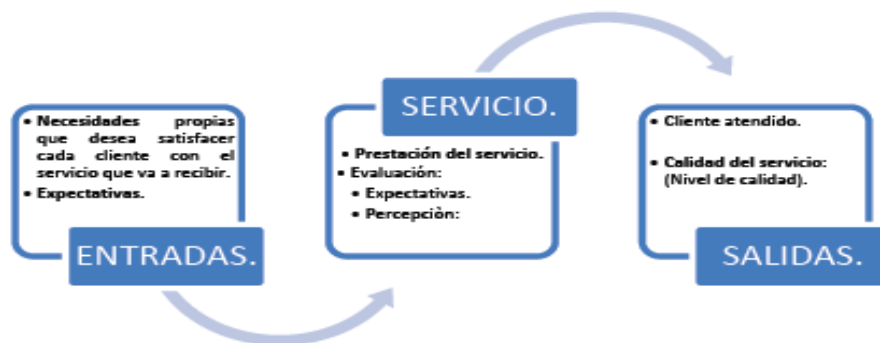 • Necesidades propias
que desea satisfacer
cada cliente con el
servicio que va a recibir.
• Expectativas.
ENTRADAS.
SERVICIO.
• Prestación del servicio.
• Evaluación:
• Expectativas.
• Percepciòn:
• Cliente atendido.
• Calidad del servicio:
(Nivel de calidad).
SALIDAS.